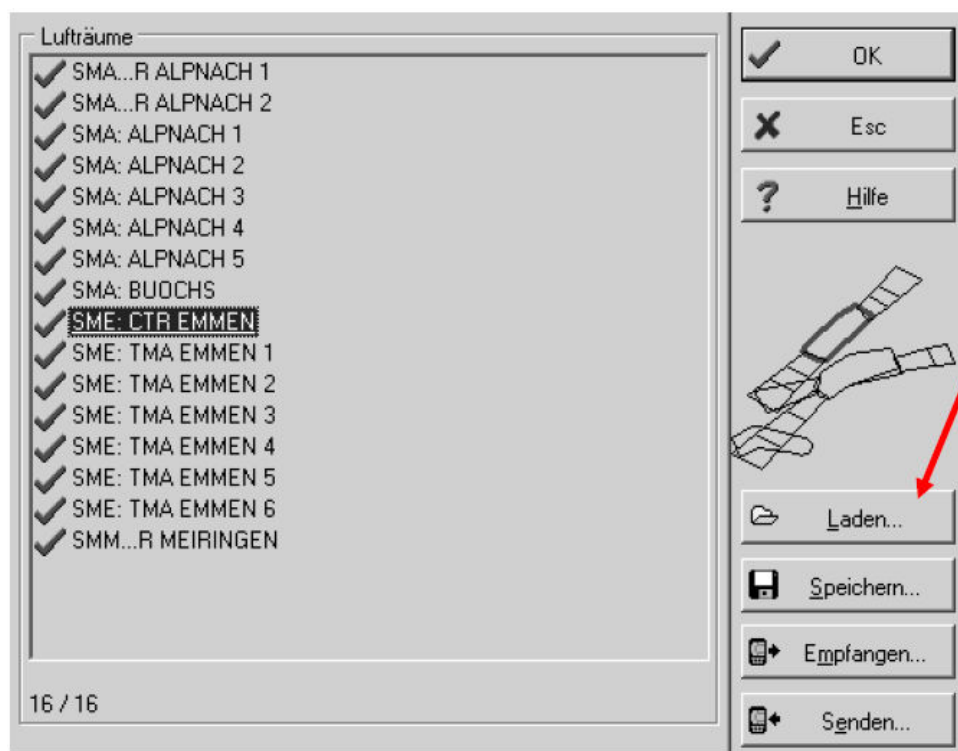 Lufträume
SMA...R ALPNACH 1
SMA...R ALPNACH 2
SMA: ALPNACH 1
SMA: ALPNACH 2
SMA: ALPNACH 3
SMA: ALPNACH 4
SMA: ALPNACH 5
SMA: BUOCHS
SME: CTR EMMEN
SME: TMA EMMEN 1
SME: TMA EMMEN 2
SME: TMA EMMEN 3
SME: TMA EMMEN 4
SME: TMA EMMEN 5
SME: TMA EMMEN 6
SMM...R MEIRINGEN
16 / 16
OK
Esc
Hilfe
Laden...
Speichern...
Empfangen...
Senden...